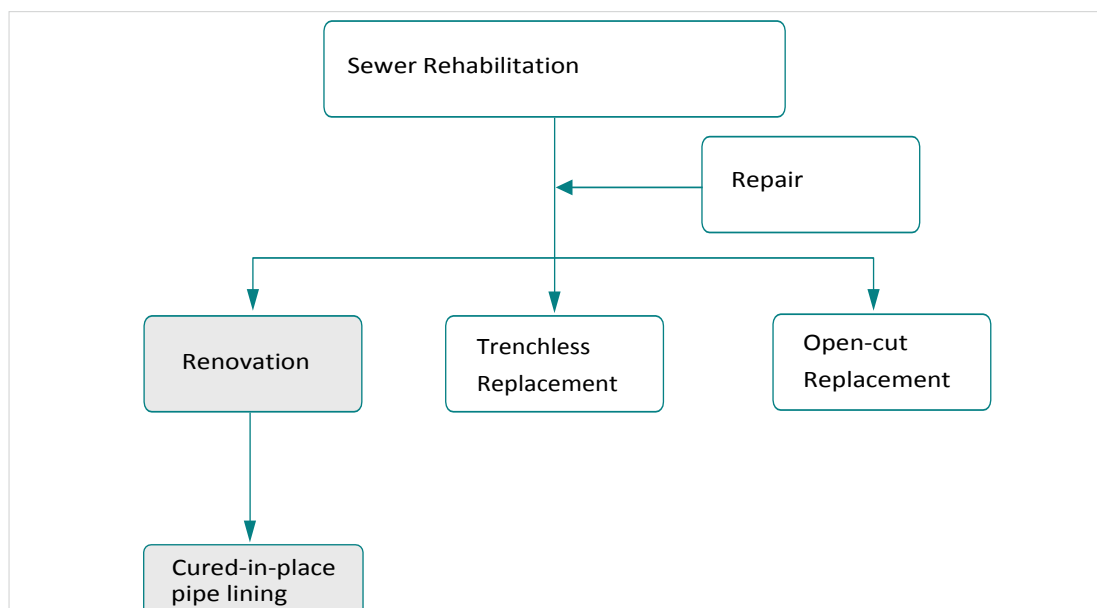 Sewer Rehabilitation
Repair
Renovation
Trenchless
Replacement
Open-cut
Replacement
Cured-in-place
pipe lining